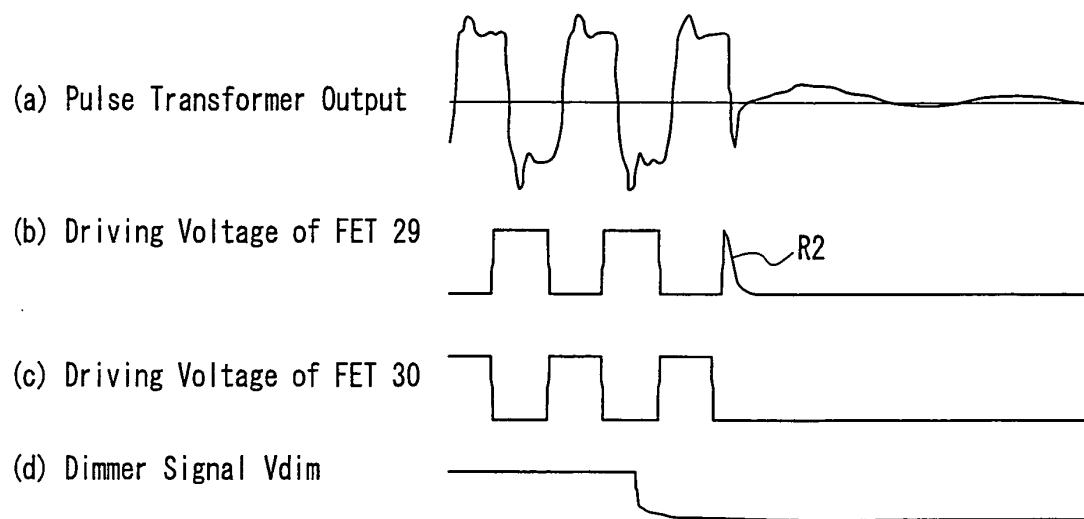 (a) Pulse Transformer Output
(b) Driving Voltage of FET 29
R2
(c) Driving Voltage of FET 30
(d) Dimmer Signal Vdim